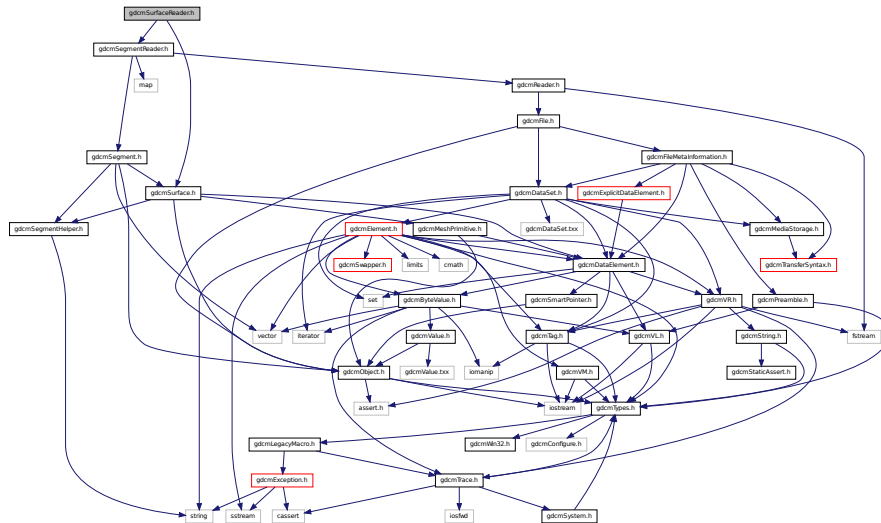 gdcmSurfaceReader.h
gdcmSegmentReader.h
map
gdcmReader.h
gdcmFile.h
gdcmSegment.h
gdcmFileMetaInformation.h
gdcmSurface.h
gdcmDataSet.h
gdcmExplicitDataElement.h
gdcmSegmentHelper.h
gdcmElement.h
gdcmMeshPrimitive.h
gdcmDataSet.txx
gdcmMediaStorage.h
gdcmSwapper.h
limits
cmath
gdcmDataElement.h
gdcmTransferSyntax.h
set
gdcmByteValue.h
gdcmSmartPointer.h
gdcmVR.h
gdcmPreamble.h
vector
iterator
gdcmValue.h
gdcmTag.h
gdcmVL.h
gdcmString.h
fstream
gdcmObject.h
gdcmValue.txx
iomanip
gdcmVM.h
gdcmStaticAssert.h
assert.h
iostream
gdcmTypes.h
gdcmLegacyMacro.h
gdcmWin32.h
gdcmConfigure.h
gdcmException.h
gdcmTrace.h
string
sstream
cassert
iosfwd
gdcmSystem.h